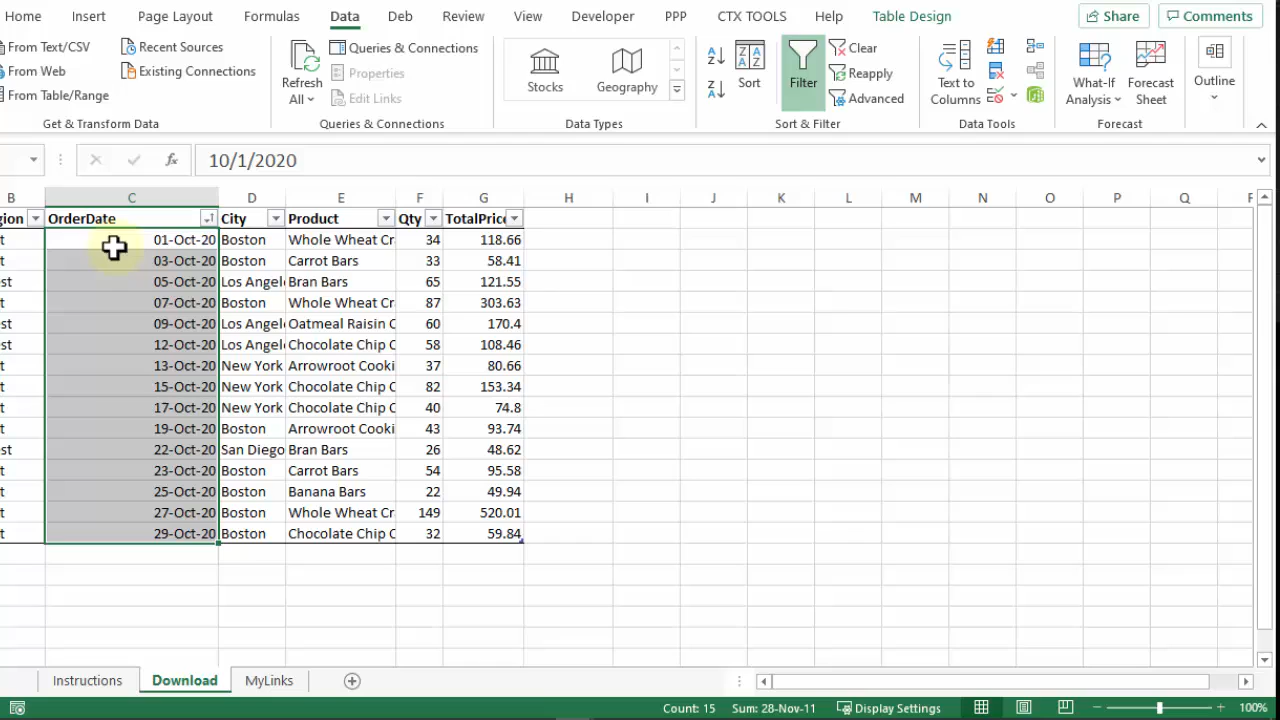 Home Insert Page Layout Formulas Data Deb Review View Developer PPP CTX TOOLS Help Table Design Share Comments
From Text/CSV Recent Sources
From Web Existing Connections
From Table/Range
Get & Transform Data
Refresh All
Queries & Connections
Properties
Edit Links
Queries & Connections
Stocks Geography
Data Types
Sort Filter
Clear
Reapply
Advanced
Sort & Filter
Text to Columns
Data Tools
What-If Analysis
Forecast Sheet
Forecast
Outline
fx 10/1/2020
B C D E F G H I J K L M N O P Q
gion OrderDate City Product Qty TotalPric
t 01-Oct-20 Boston Whole Wheat Cr 34 118.66
t 03-Oct-20 Boston Carrot Bars 33 58.41
st 05-Oct-20 Los Angel Bran Bars 65 121.55
t 07-Oct-20 Boston Whole Wheat Cr 87 303.63
st 09-Oct-20 Los Angel Oatmeal Raisin C 60 170.4
st 12-Oct-20 Los Angel Chocolate Chip C 58 108.46
t 13-Oct-20 New York Arrowroot Cooki 37 80.66
t 15-Oct-20 New York Chocolate Chip C 82 153.34
t 17-Oct-20 New York Chocolate Chip C 40 74.8
t 19-Oct-20 Boston Arrowroot Cooki 43 93.74
st 22-Oct-20 San Diego Bran Bars 26 48.62
t 23-Oct-20 Boston Carrot Bars 54 95.58
t 25-Oct-20 Boston Banana Bars 22 49.94
t 27-Oct-20 Boston Whole Wheat Cr 149 520.01
t 29-Oct-20 Boston Chocolate Chip C 32 59.84
Instructions Download MyLinks
Count: 15 Sum: 28-Nov-11 Display Settings 100%